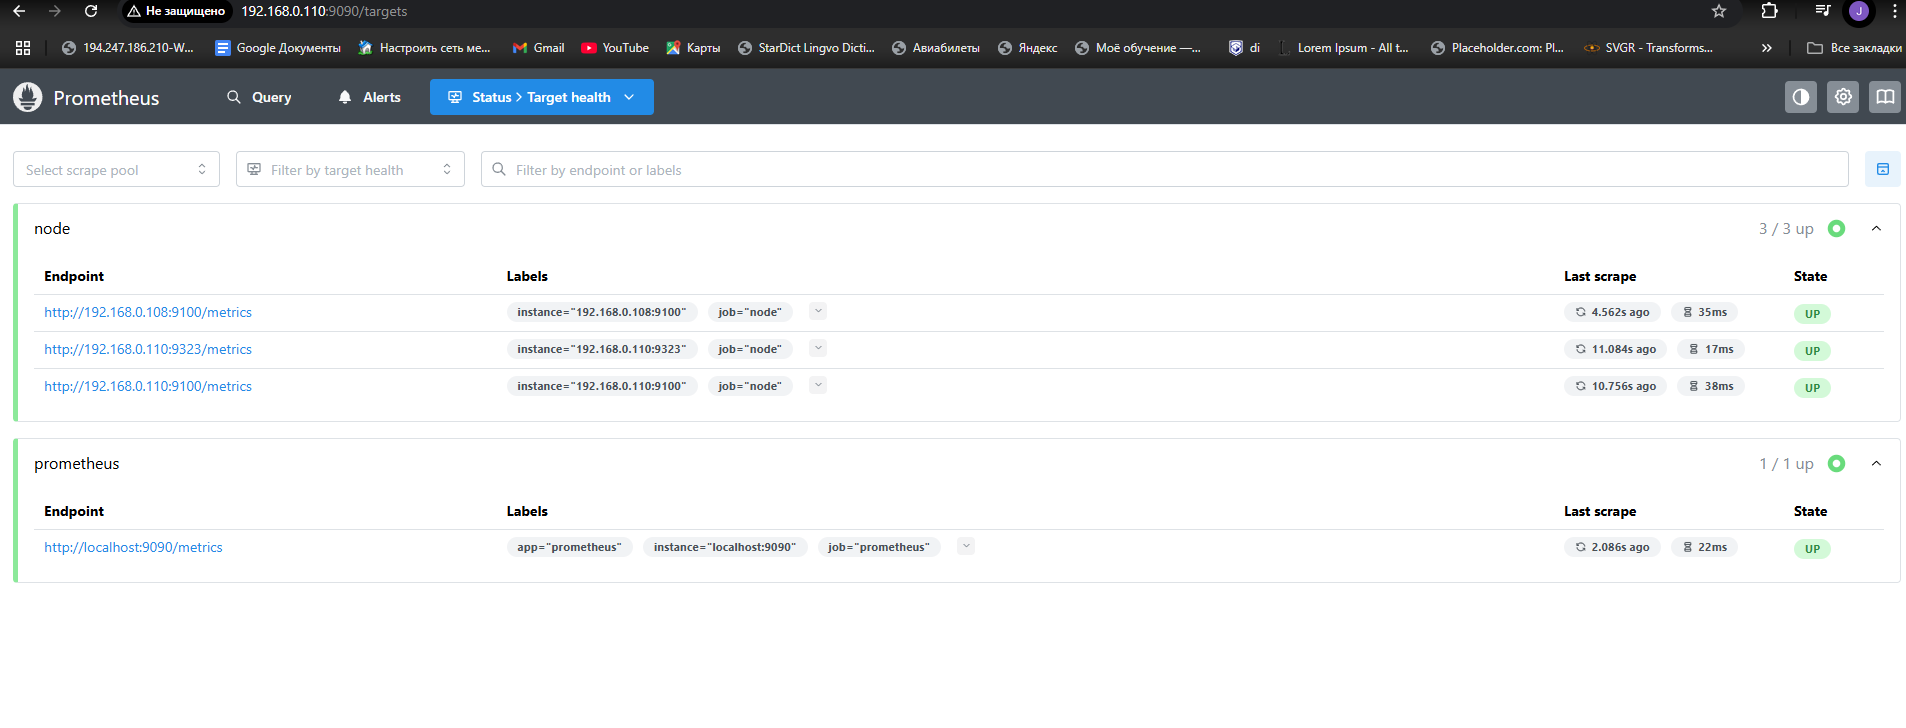 Не защищено 192.168.0.110:9090/targets J
194.247.186.210-W... Google Документы Настроить сеть ме... Gmail YouTube Карты StarDict Lingvo Dicti... Авиабилеты Яндекс Моё обучение —... di Lorem Ipsum - All t... Placeholder.com: Pl... SVGR - Transforms... » Все закладки
Prometheus Query Alerts Status > Target health
Select scrape pool Filter by target health Filter by endpoint or labels
node 3 / 3 up
Endpoint Labels Last scrape State
http://192.168.0.108:9100/metrics instance="192.168.0.108:9100" job="node" 4.562s ago 35ms UP
http://192.168.0.110:9323/metrics instance="192.168.0.110:9323" job="node" 11.084s ago 17ms UP
http://192.168.0.110:9100/metrics instance="192.168.0.110:9100" job="node" 10.756s ago 38ms UP
prometheus 1 / 1 up
Endpoint Labels Last scrape State
http://localhost:9090/metrics app="prometheus" instance="localhost:9090" job="prometheus" 2.086s ago 22ms UP